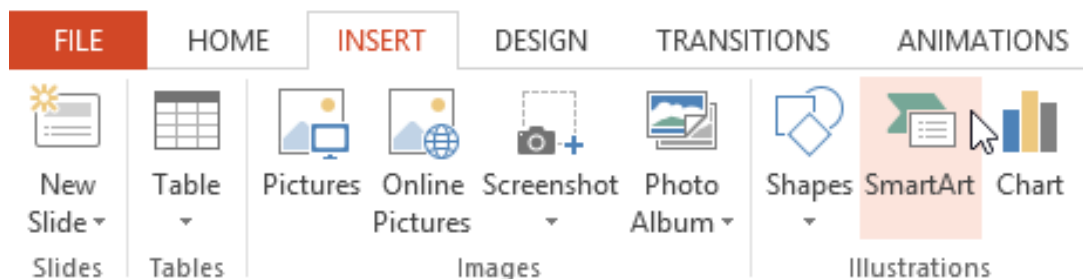 FILE HOME INSERT DESIGN TRANSITIONS ANIMATIONS
New Table Pictures Online Screenshot Photo Shapes SmartArt Chart
Slide Pictures Album
Slides Tables Images Illustrations